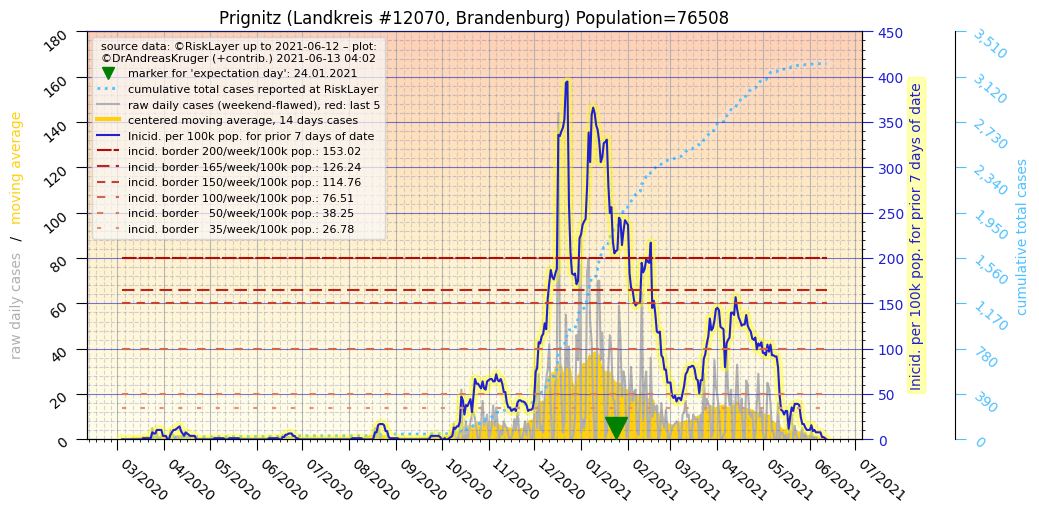 Prignitz (Landkreis #12070, Brandenburg) Population=76508
source data: ©RiskLayer up to 2021-06-12 – plot:
©DrAndreasKruger (+contrib.) 2021-06-13 04:02
marker for 'expectation day': 24.01.2021
cumulative total cases reported at RiskLayer
raw daily cases (weekend-flawed), red: last 5
centered moving average, 14 days cases
Inicid. per 100k pop. for prior 7 days of date
incid. border 200/week/100k pop.: 153.02
incid. border 165/week/100k pop.: 126.24
incid. border 150/week/100k pop.: 114.76
incid. border 100/week/100k pop.: 76.51
incid. border   50/week/100k pop.: 38.25
incid. border   35/week/100k pop.: 26.78
raw daily cases / moving average
180
160
140
120
100
80
60
40
20
0
03/2020
04/2020
05/2020
06/2020
07/2020
08/2020
09/2020
10/2020
11/2020
12/2020
01/2021
02/2021
03/2021
04/2021
05/2021
06/2021
07/2021
450
400
350
300
250
200
150
100
50
0
Inicid. per 100k pop. for prior 7 days of date
3,510
3,120
2,730
2,340
1,950
1,560
1,170
780
390
0
cumulative total cases